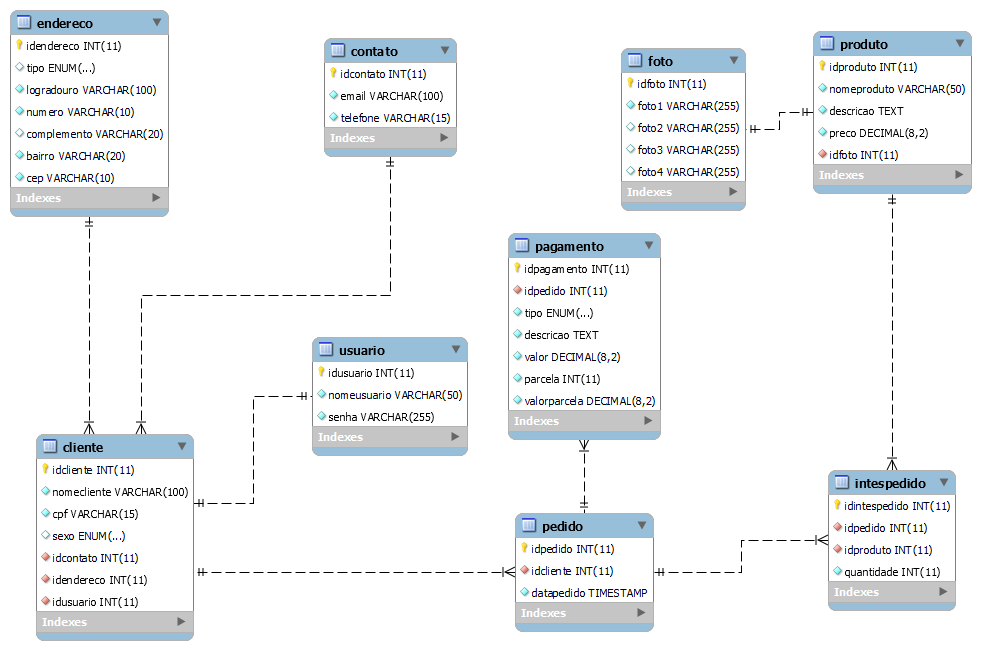 endereco
idendereco INT(11)
tipo ENUM(...)
logradouro VARCHAR(100)
numero VARCHAR(10)
complemento VARCHAR(20)
bairro VARCHAR(20)
cep VARCHAR(10)
Indexes
contato
idcontato INT(11)
email VARCHAR(100)
telefone VARCHAR(15)
Indexes
foto
idfoto INT(11)
foto1 VARCHAR(255)
foto2 VARCHAR(255)
foto3 VARCHAR(255)
foto4 VARCHAR(255)
Indexes
produto
idproduto INT(11)
nomeproduto VARCHAR(50)
descricao TEXT
preco DECIMAL(8,2)
idfoto INT(11)
Indexes
pagamento
idpagamento INT(11)
idpedido INT(11)
tipo ENUM(...)
descricao TEXT
valor DECIMAL(8,2)
parcela INT(11)
valorparcela DECIMAL(8,2)
Indexes
usuario
idusuario INT(11)
nomeusuario VARCHAR(50)
senha VARCHAR(255)
Indexes
cliente
idcliente INT(11)
nomecliente VARCHAR(100)
cpf VARCHAR(15)
sexo ENUM(...)
idcontato INT(11)
idendereco INT(11)
idusuario INT(11)
Indexes
pedido
idpedido INT(11)
idcliente INT(11)
datapedido TIMESTAMP
Indexes
intespedido
idintespedido INT(11)
idpedido INT(11)
idproduto INT(11)
quantidade INT(11)
Indexes